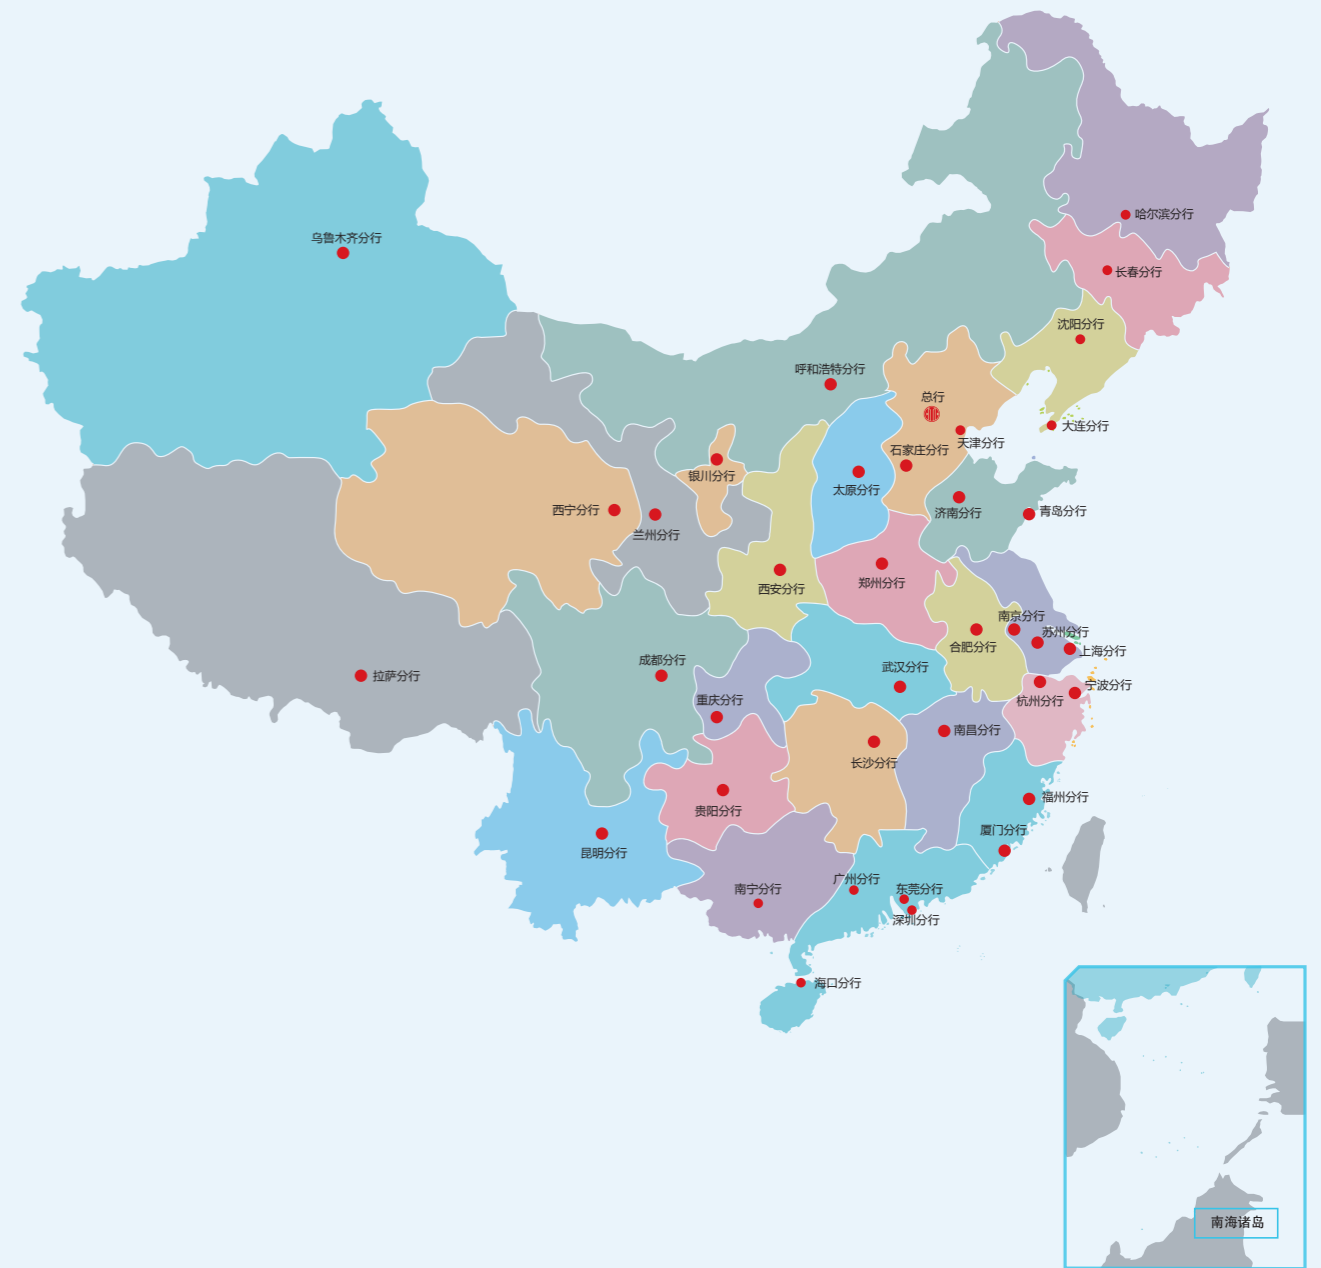 哈尔滨分行
乌鲁木齐分行
长春分行
沈阳分行
呼和浩特分行
总行
大连分行
天津分行
石家庄分行
银川分行
太原分行
西宁分行
济南分行
青岛分行
兰州分行
郑州分行
西安分行
南京分行
苏州分行
合肥分行
上海分行
成都分行
武汉分行
拉萨分行
宁波分行
重庆分行
杭州分行
南昌分行
长沙分行
福州分行
贵阳分行
厦门分行
昆明分行
广州分行
南宁分行
东莞分行
深圳分行
海口分行
南海诸岛